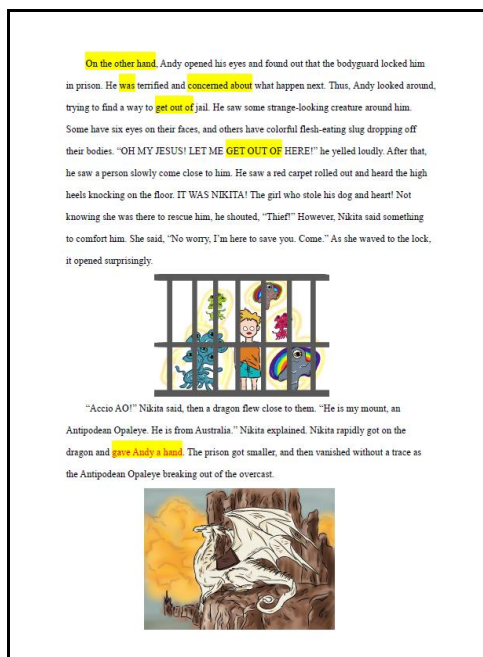 On the other hand, Andy opened his eyes and found out that the bodyguard locked him
in prison. He was terrified and concerned about what happen next. Thus, Andy looked around,
trying to find a way to get out of jail. He saw some strange-looking creature around him.
Some have six eyes on their faces, and others have colorful flesh-eating slug dropping off
their bodies. “OH MY JESUS! LET ME GET OUT OF HERE!” he yelled loudly. After that,
he saw a person slowly come close to him. He saw a red carpet rolled out and heard the high
heels knocking on the floor. IT WAS NIKITA! The girl who stole his dog and heart! Not
knowing she was there to rescue him, he shouted, “Thief!” However, Nikita said something
to comfort him. She said, “No worry, I’m here to save you. Come.” As she waved to the lock,
it opened surprisingly.
“Accio AO!” Nikita said, then a dragon flew close to them. “He is my mount, an
Antipodean Opaleye. He is from Australia.” Nikita explained. Nikita rapidly got on the
dragon and gave Andy a hand. The prison got smaller, and then vanished without a trace as
the Antipodean Opaleye breaking out of the overcast.